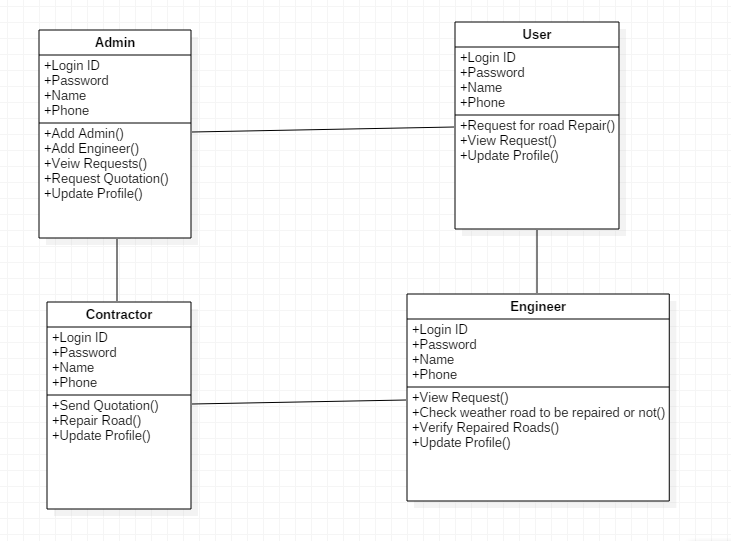 Admin
+Login ID
+Password
+Name
+Phone
+Add Admin()
+Add Engineer()
+Veiw Requests()
+Request Quotation()
+Update Profile()
User
+Login ID
+Password
+Name
+Phone
+Request for road Repair()
+View Request()
+Update Profile()
Contractor
+Login ID
+Password
+Name
+Phone
+Send Quotation()
+Repair Road()
+Update Profile()
Engineer
+Login ID
+Password
+Name
+Phone
+View Request()
+Check weather road to be repaired or not()
+Verify Repaired Roads()
+Update Profile()